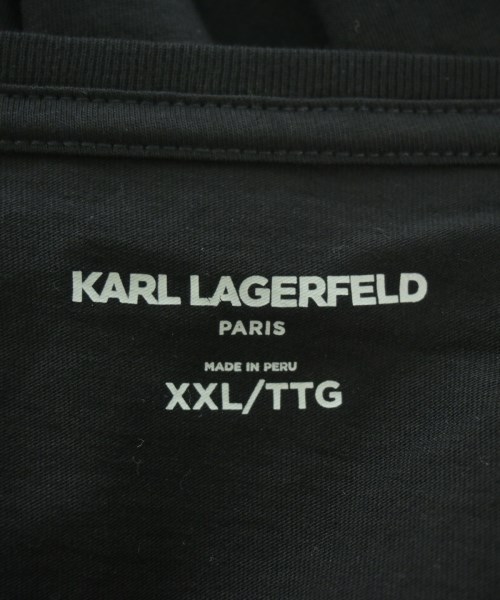 KARL LAGERFELD
PARIS
MADE IN PERU
XXL/TTG